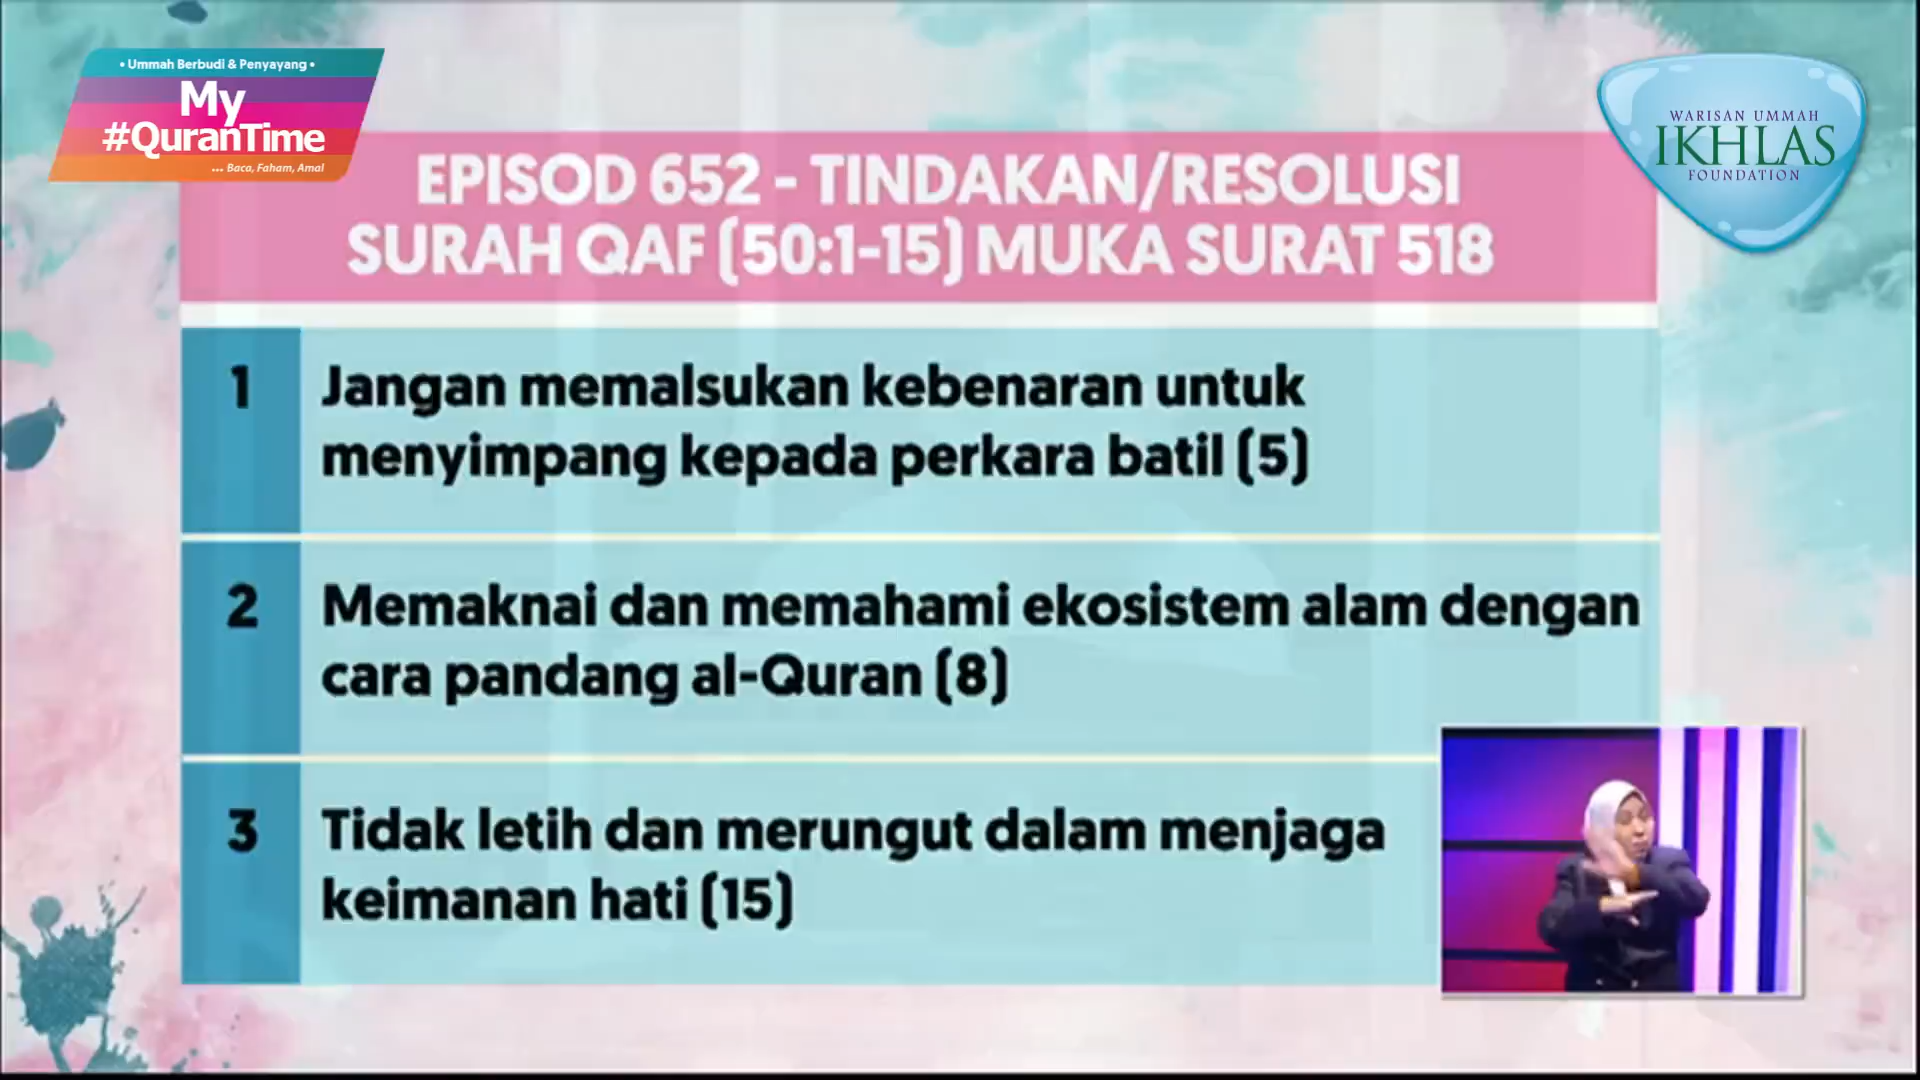 • Ummah Berbudi & Penyayang •
My
#QuranTime
... Baca, Faham, Amal
WARISAN UMMAH
IKHLAS
FOUNDATION
EPISOD 652 - TINDAKAN/RESOLUSI
SURAH QAF (50:1-15) MUKA SURAT 518
1
Jangan memalsukan kebenaran untuk
menyimpang kepada perkara batil (5)
2
Memaknai dan memahami ekosistem alam dengan
cara pandang al-Quran (8)
3
Tidak letih dan merungut dalam menjaga
keimanan hati (15)